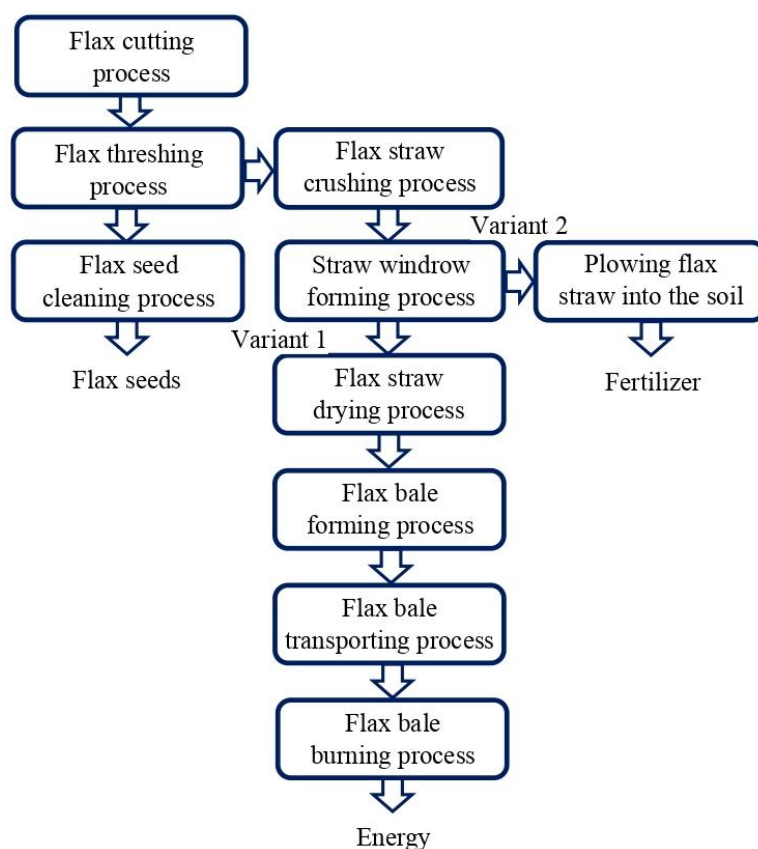 Flax cutting
process
Flax threshing
process
Flax straw
crushing process
Variant 2
Flax seed
cleaning process
Straw windrow
forming process
Plowing flax
straw into the soil
Variant 1
Flax seeds
Flax straw
drying process
Fertilizer
Flax bale
forming process
Flax bale
transporting process
Flax bale
burning process
Energy